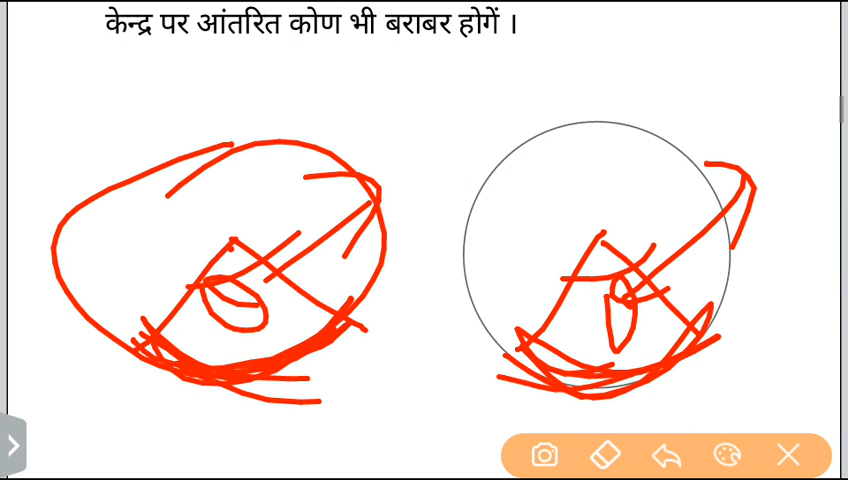 केन्द्र पर आंतरित कोण भी बराबर होगें ।